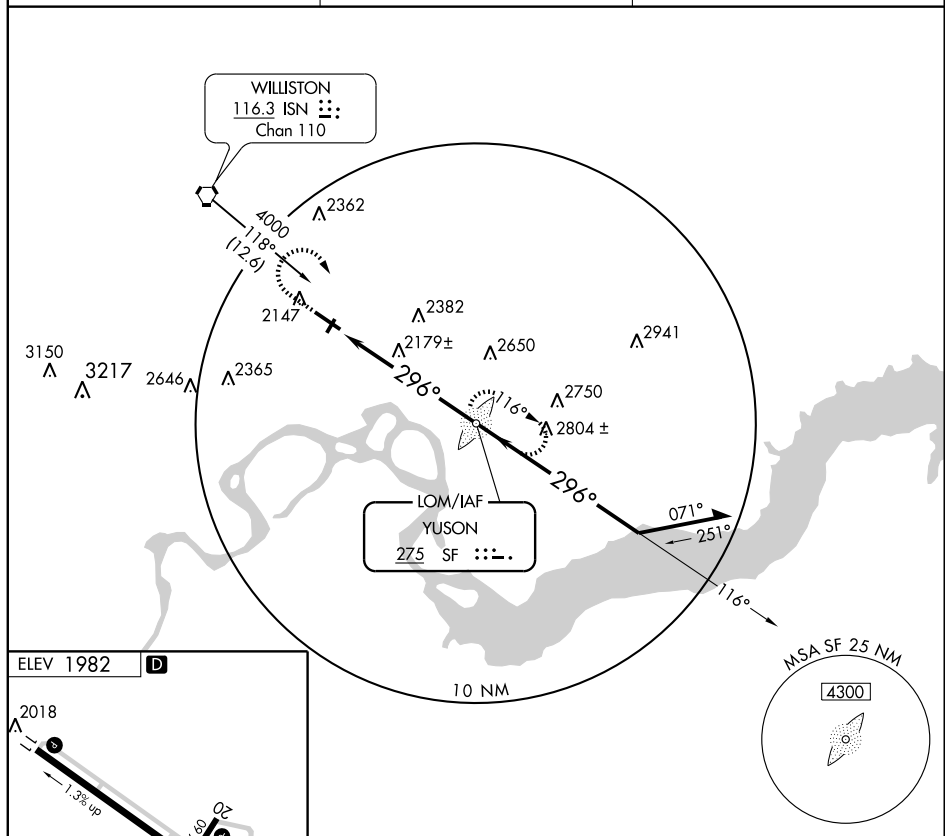 WILLISTON
116.3 ISN
Chan 110
4000
118°
(12.6)
2362
2147
2382
2179±
2650
2941
3150
3217
2646
2365
296°
116°
2750
2804 ±
LOM/IAF
YUSON
275 SF
296°
071°
251°
116°
10 NM
MSA SF 25 NM
4300
ELEV 1982 D
2018
P
1.3% up
20
60